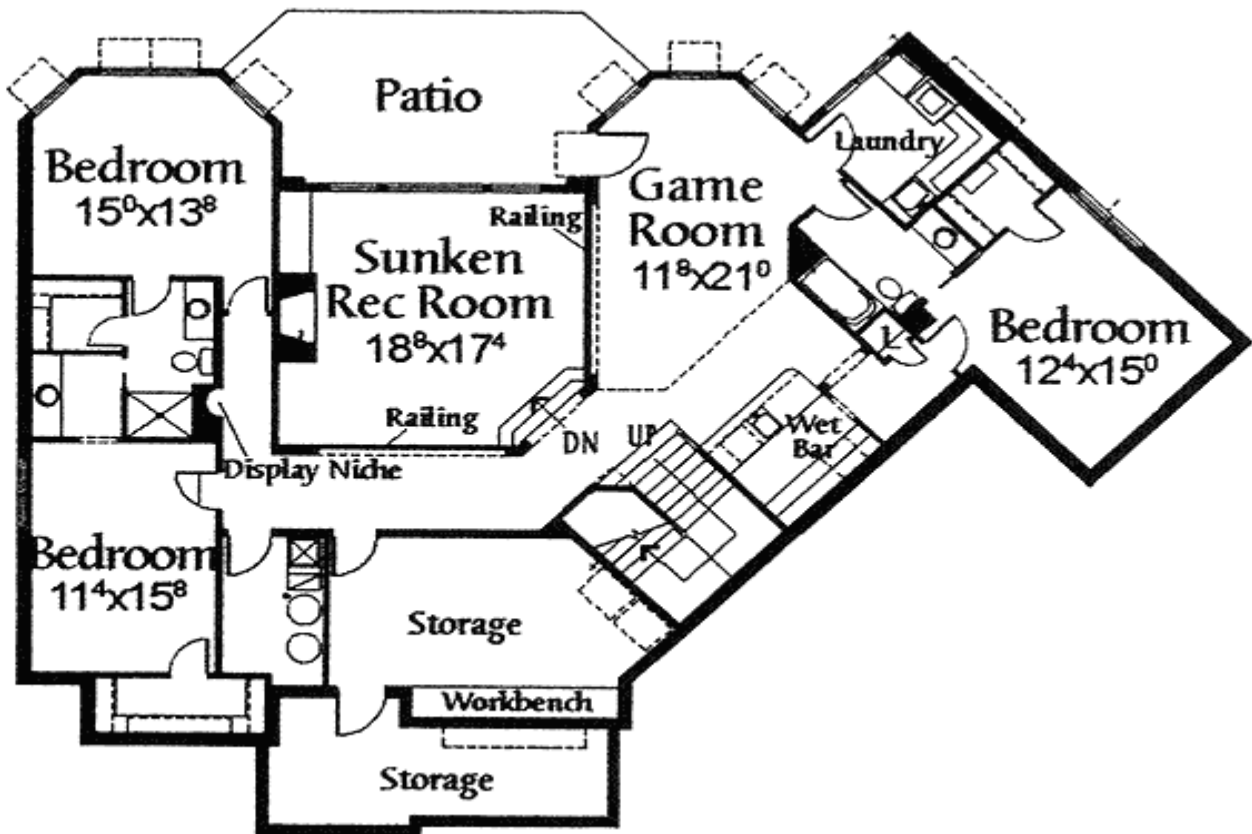 Patio
Bedroom
15⁰x13⁸
Laundry
Game
Room
11⁸x21⁰
Railing
Sunken
Rec Room
18⁸x17⁴
Bedroom
12⁴x15⁰
Railing
DN
UP
Wet
Bar
Display Niche
Bedroom
11⁴x15⁸
Storage
Workbench
Storage